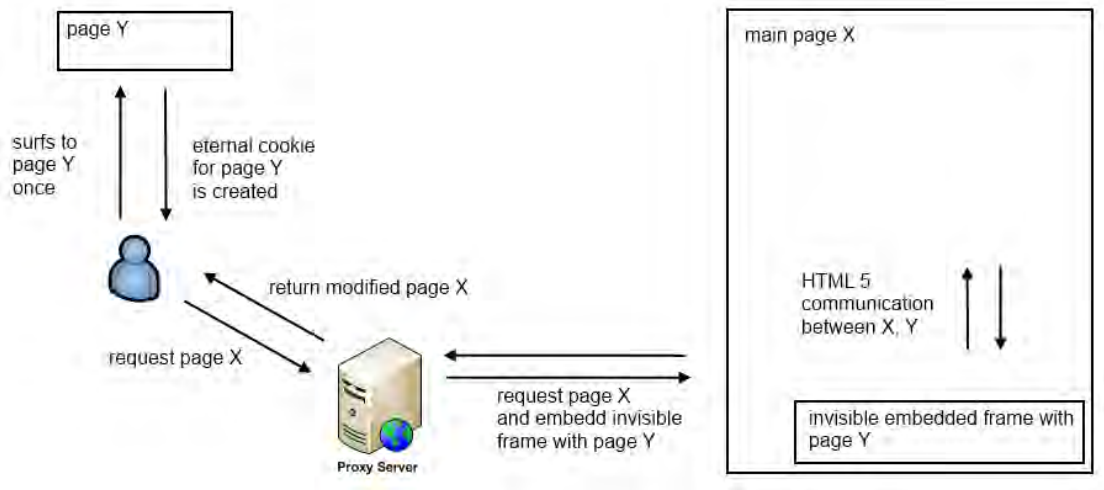 page Y
main page X
surfs to
page Y
once
eternal cookie
for page Y
is created
return modified page X
request page X
HTML 5
communication
between X, Y
request page X
and embedd invisible
frame with page Y
invisible embedded frame with
page Y
Proxy Server